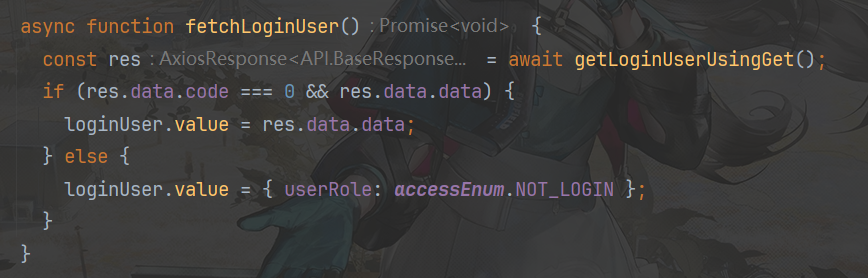 async function fetchLoginUser() : Promise<void> {
const res : AxiosResponse<API.BaseResponse... = await getLoginUserUsingGet();
if (res.data.code === 0 && res.data.data) {
loginUser.value = res.data.data;
} else {
loginUser.value = { userRole: accessEnum.NOT_LOGIN };
}
}